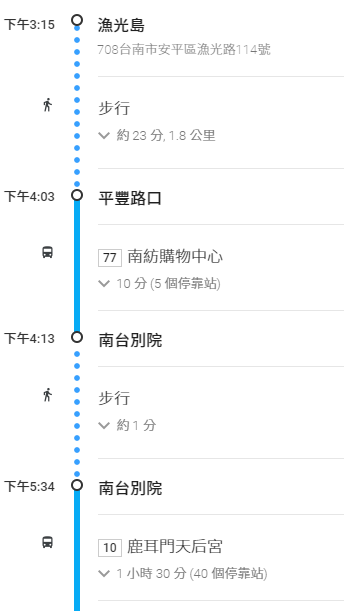 下午3:15 漁光島
708台南市安平區漁光路114號
步行
約 23 分, 1.8 公里
下午4:03 平豐路口
77 南紡購物中心
10 分 (5 個停靠站)
下午4:13 南台別院
步行
約 1 分
下午5:34 南台別院
10 鹿耳門天后宮
1 小時 30 分 (40 個停靠站)